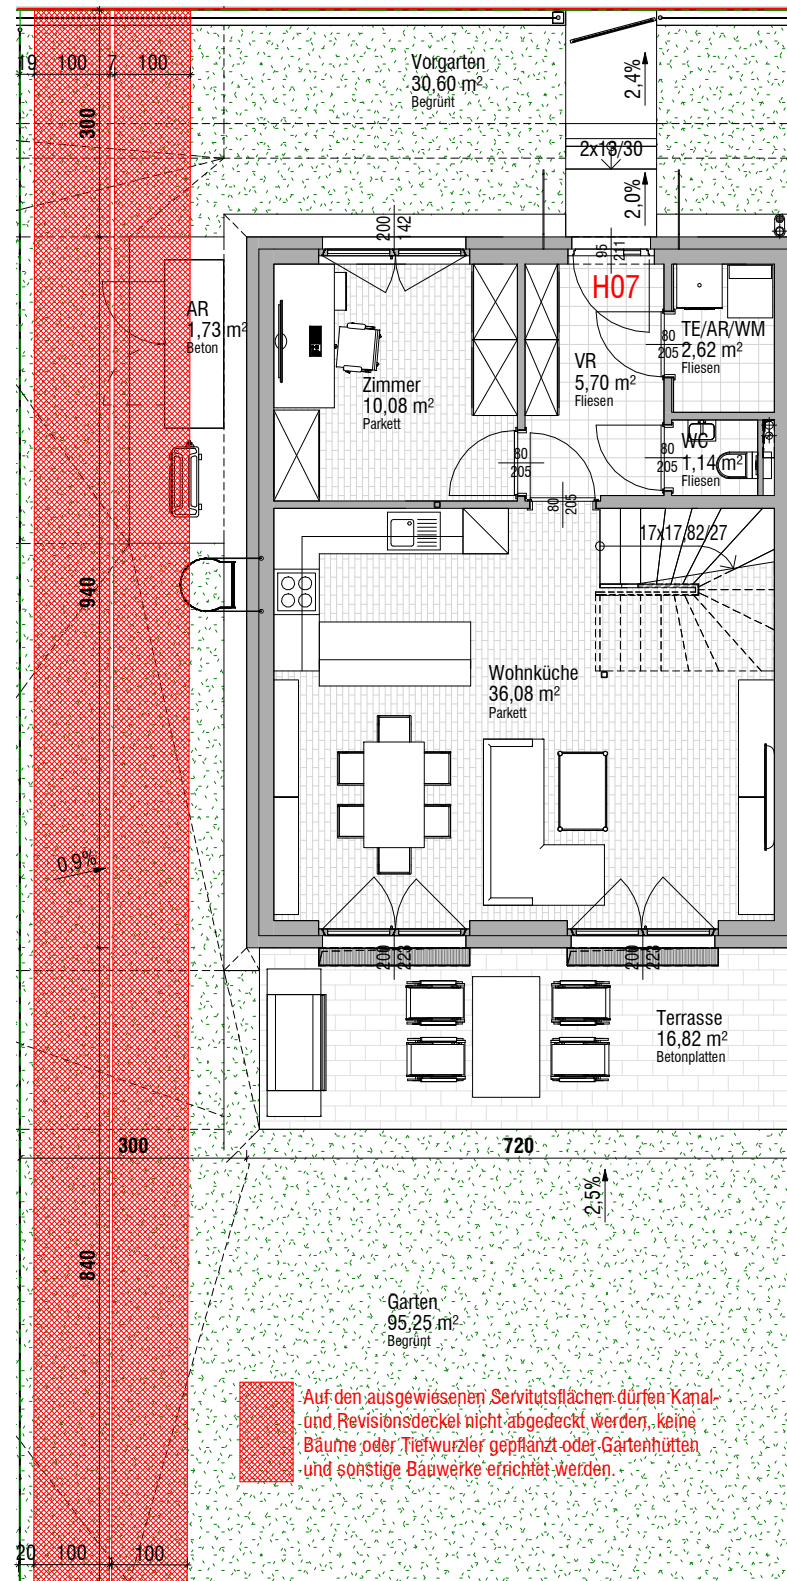 Vorgarten
30,60 m²
Begrünt
19 100 7 100
300
2,4%
2x13/30
2,0%
200
142
95
211
H07
AR
1,73 m²
Beton
Zimmer
10,08 m²
Parkett
VR
5,70 m²
Fliesen
80
205
TE/AR/WM
2,62 m²
Fliesen
80
205
WC
1,14 m²
Fliesen
80
205
80
205
17x17,82/27
940
Wohnküche
36,08 m²
Parkett
0,9%
200
223
200
223
Terrasse
16,82 m²
Betonplatten
300
720
2,5%
840
Garten
95,25 m²
Begrünt
Auf den ausgewiesenen Servitutsflächen dürfen Kanal-
und Revisionsdeckel nicht abgedeckt werden, keine
Bäume oder Tiefwurzler gepflanzt oder Gartenhütten
und sonstige Bauwerke errichtet werden.
20 100 100